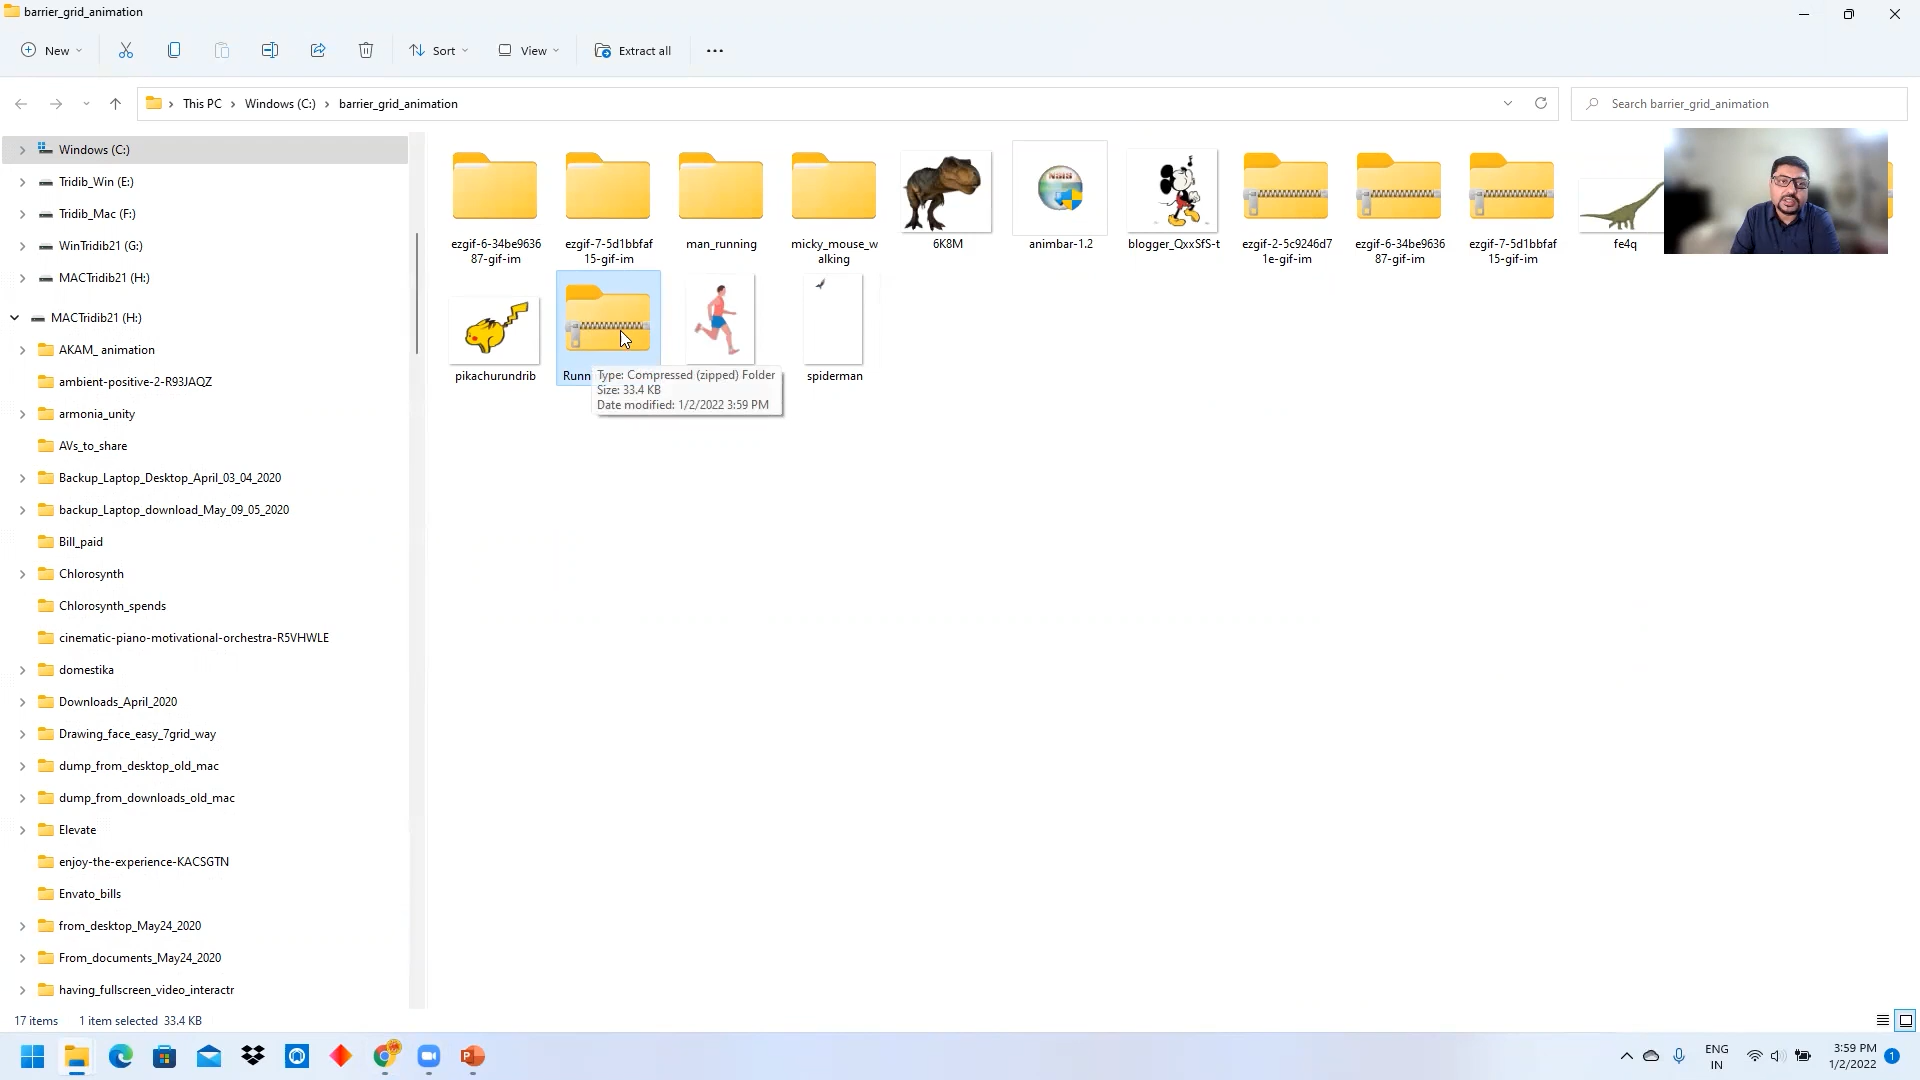 barrier_grid_animation
New
Sort
View
Extract all
This PC
Windows (C:)
barrier_grid_animation
Search barrier_grid_animation
Windows (C:)
Tridib_Win (E:)
Tridib_Mac (F:)
WinTridib21 (G:)
MACTridib21 (H:)
MACTridib21 (H:)
AKAM_ animation
ambient-positive-2-R93JAQZ
armonia_unity
AVs_to_share
Backup_Laptop_Desktop_April_03_04_2020
backup_Laptop_download_May_09_05_2020
Bill_paid
Chlorosynth
Chlorosynth_spends
cinematic-piano-motivational-orchestra-R5VHWLE
domestika
Downloads_April_2020
Drawing_face_easy_7grid_way
dump_from_desktop_old_mac
dump_from_downloads_old_mac
Elevate
enjoy-the-experience-KACSGTN
Envato_bills
from_desktop_May24_2020
From_documents_May24_2020
having_fullscreen_video_interactr
ezgif-6-34be9636
87-gif-im
ezgif-7-5d1bbfaf
15-gif-im
man_running
micky_mouse_w
alking
6K8M
NSIS
animbar-1.2
blogger_QxxSfS-t
ezgif-2-5c9246d7
1e-gif-im
ezgif-6-34be9636
87-gif-im
ezgif-7-5d1bbfaf
15-gif-im
fe4q
pikachurundrib
Runn
spiderman
Type: Compressed (zipped) Folder
Size: 33.4 KB
Date modified: 1/2/2022 3:59 PM
17 items
1 item selected 33.4 KB
ENG
IN
3:59 PM
1/2/2022
1